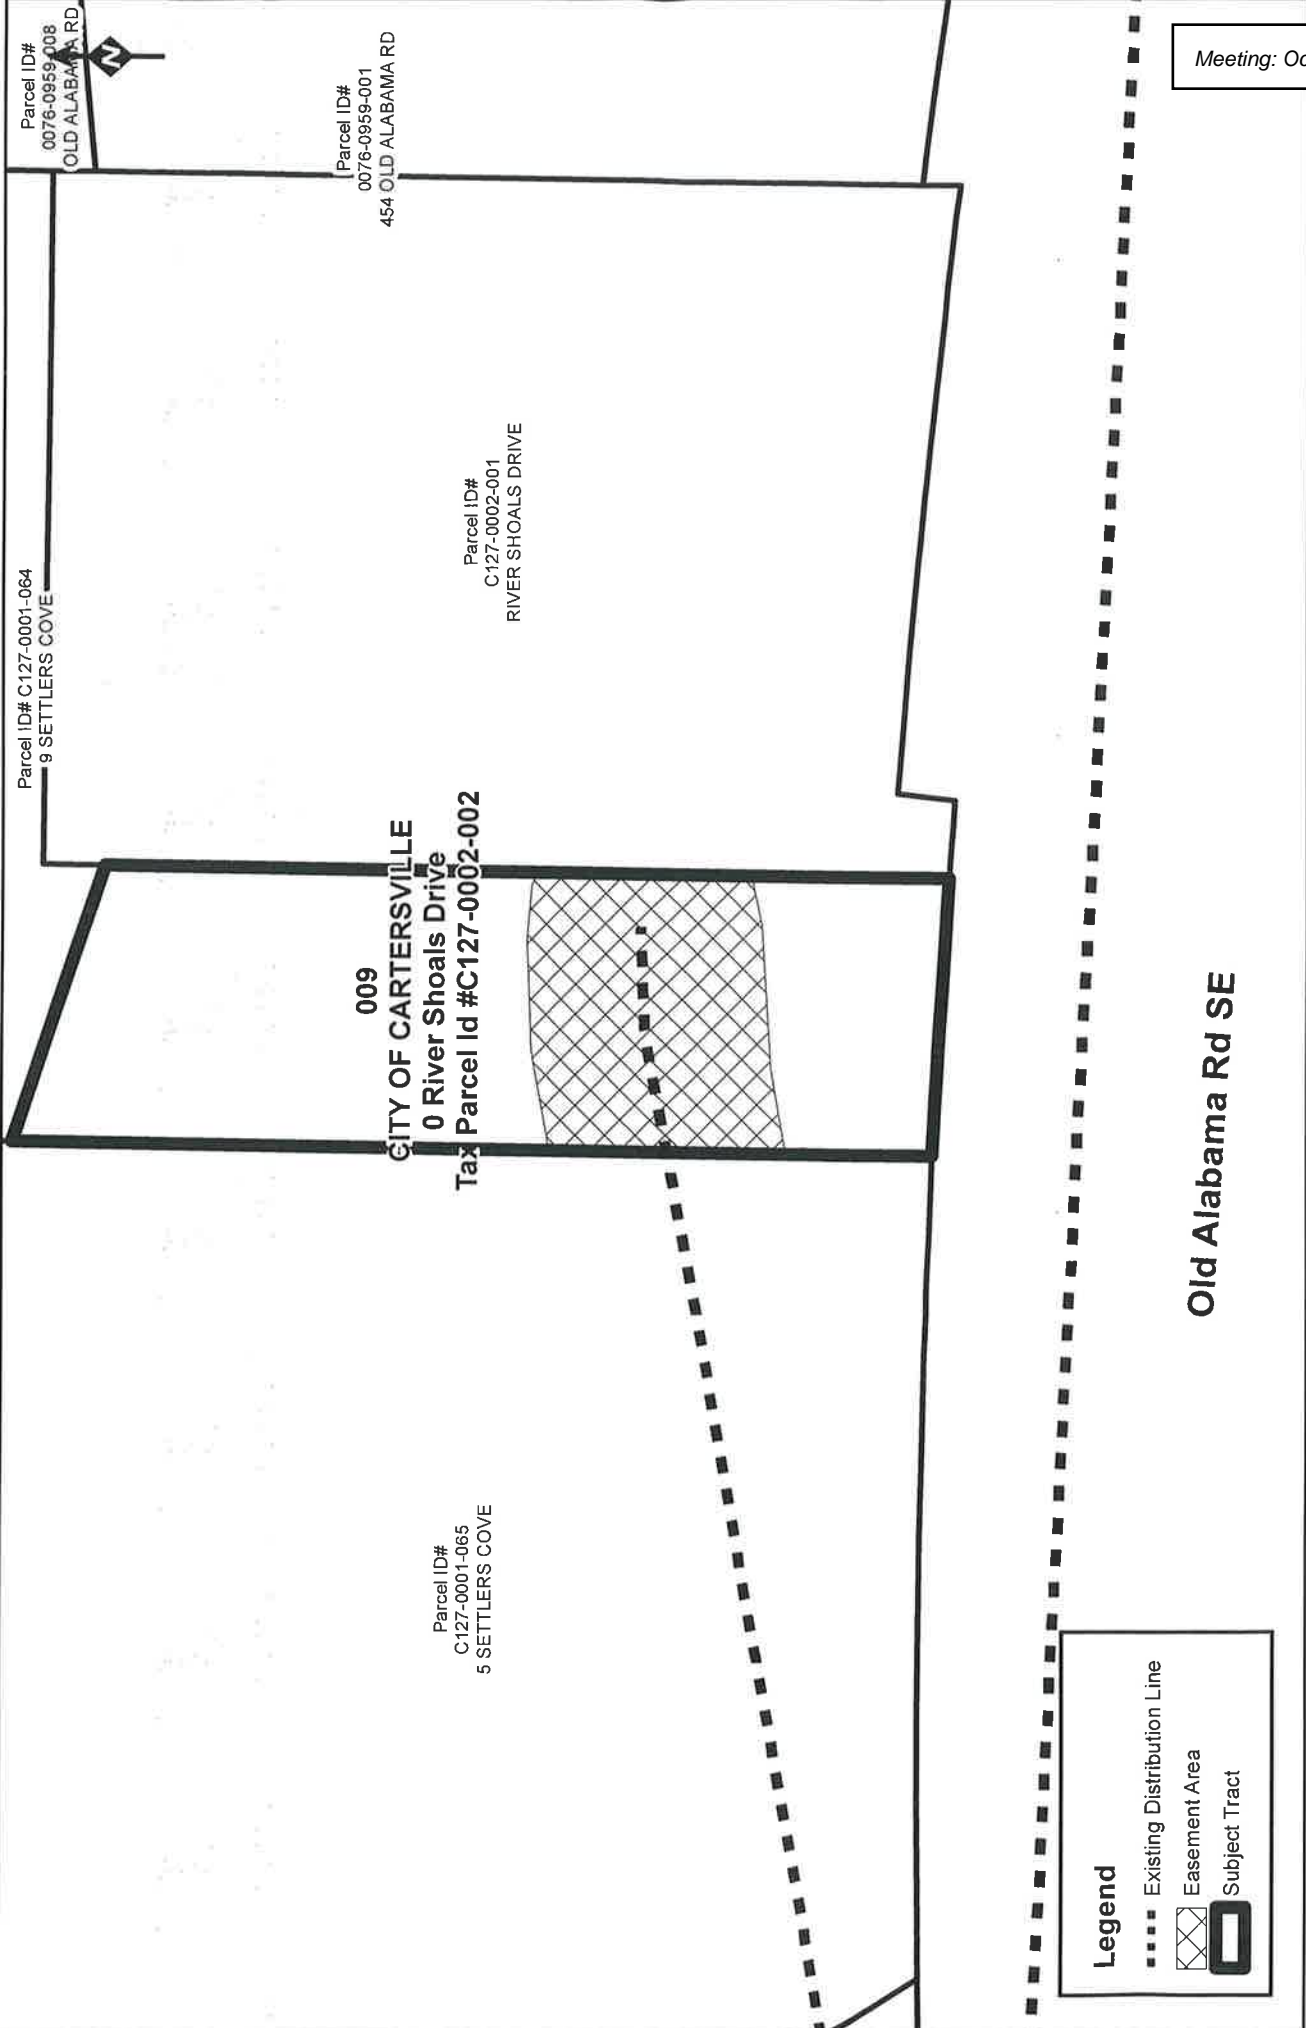 Meeting: Oc
Parcel ID#
0076-0959-008
OLD ALABAMA RD
N
Parcel ID#
0076-0959-001
454 OLD ALABAMA RD
Parcel ID# C127-0001-064
9 SETTLERS COVE
Parcel ID#
C127-0002-001
RIVER SHOALS DRIVE
009
CITY OF CARTERSVILLE
0 River Shoals Drive
Tax Parcel Id #C127-0002-002
Parcel ID#
C127-0001-065
5 SETTLERS COVE
Old Alabama Rd SE
Legend
Existing Distribution Line
Easement Area
Subject Tract